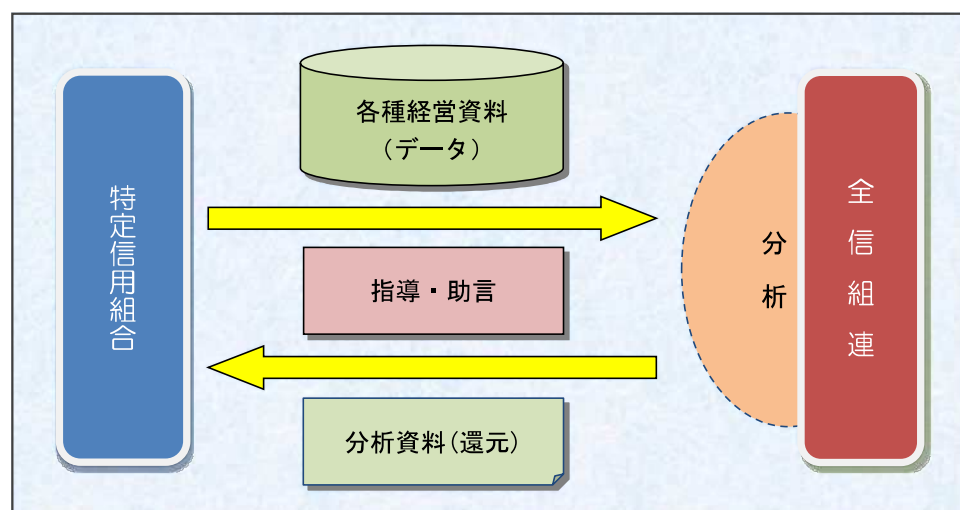 特定信用組合
各種経営資料
（データ）
指導・助言
分析資料(還元)
分析
全信組連